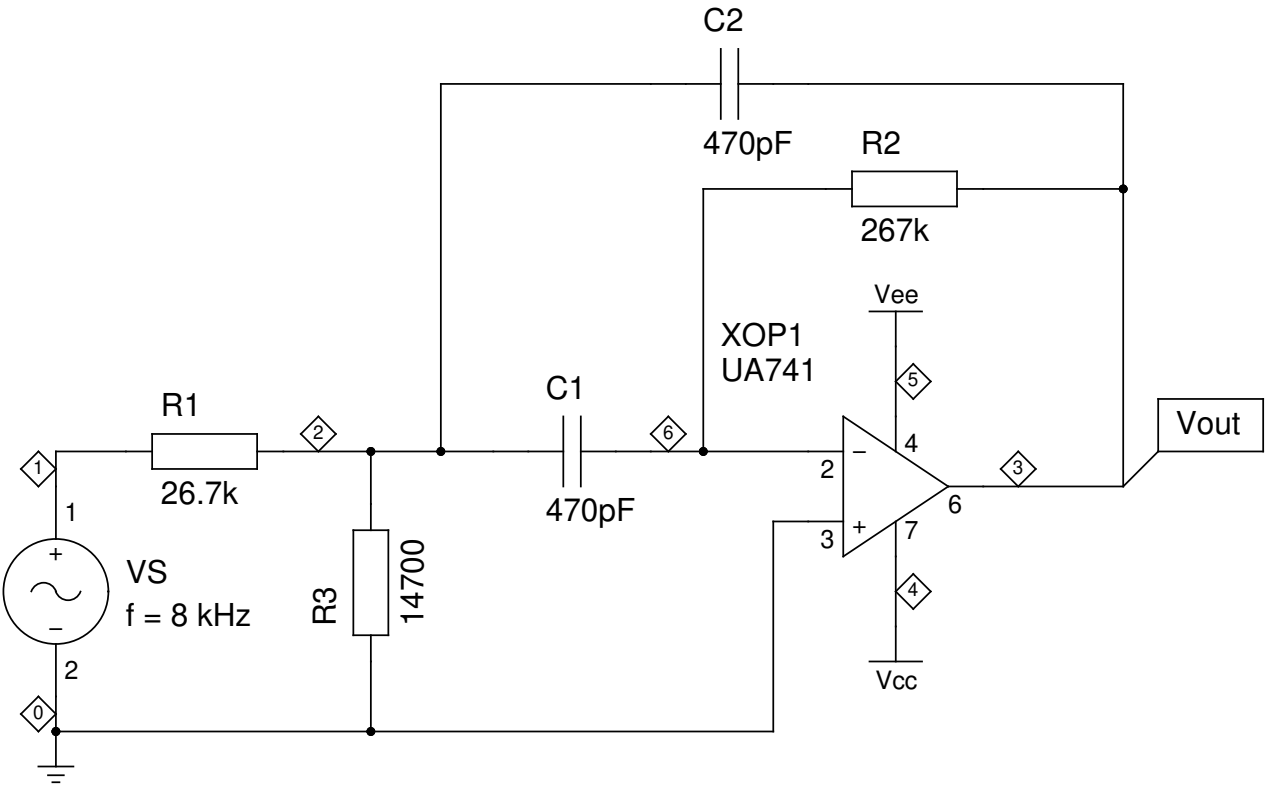 C2
470pF
R2
267k
Vee
XOP1
UA741
5
C1
R1
2
6
4
Vout
1
2
−
3
6
26.7k
470pF
1
3
+
7
+
VS
R3
14700
4
f = 8 kHz
−
2
Vcc
0